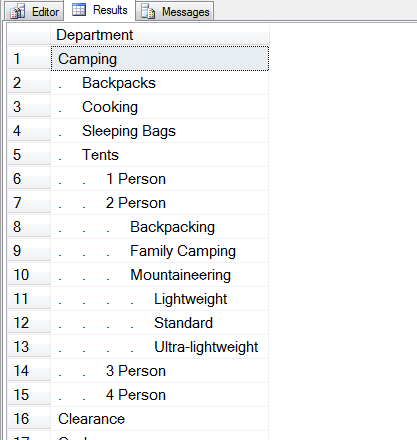 Editor Results Messages
Department
1 Camping
2 . Backpacks
3 . Cooking
4 . Sleeping Bags
5 . Tents
6 . . 1 Person
7 . . 2 Person
8 . . . Backpacking
9 . . . Family Camping
10 . . . Mountaineering
11 . . . . Lightweight
12 . . . . Standard
13 . . . . Ultra-lightweight
14 . . 3 Person
15 . . 4 Person
16 Clearance